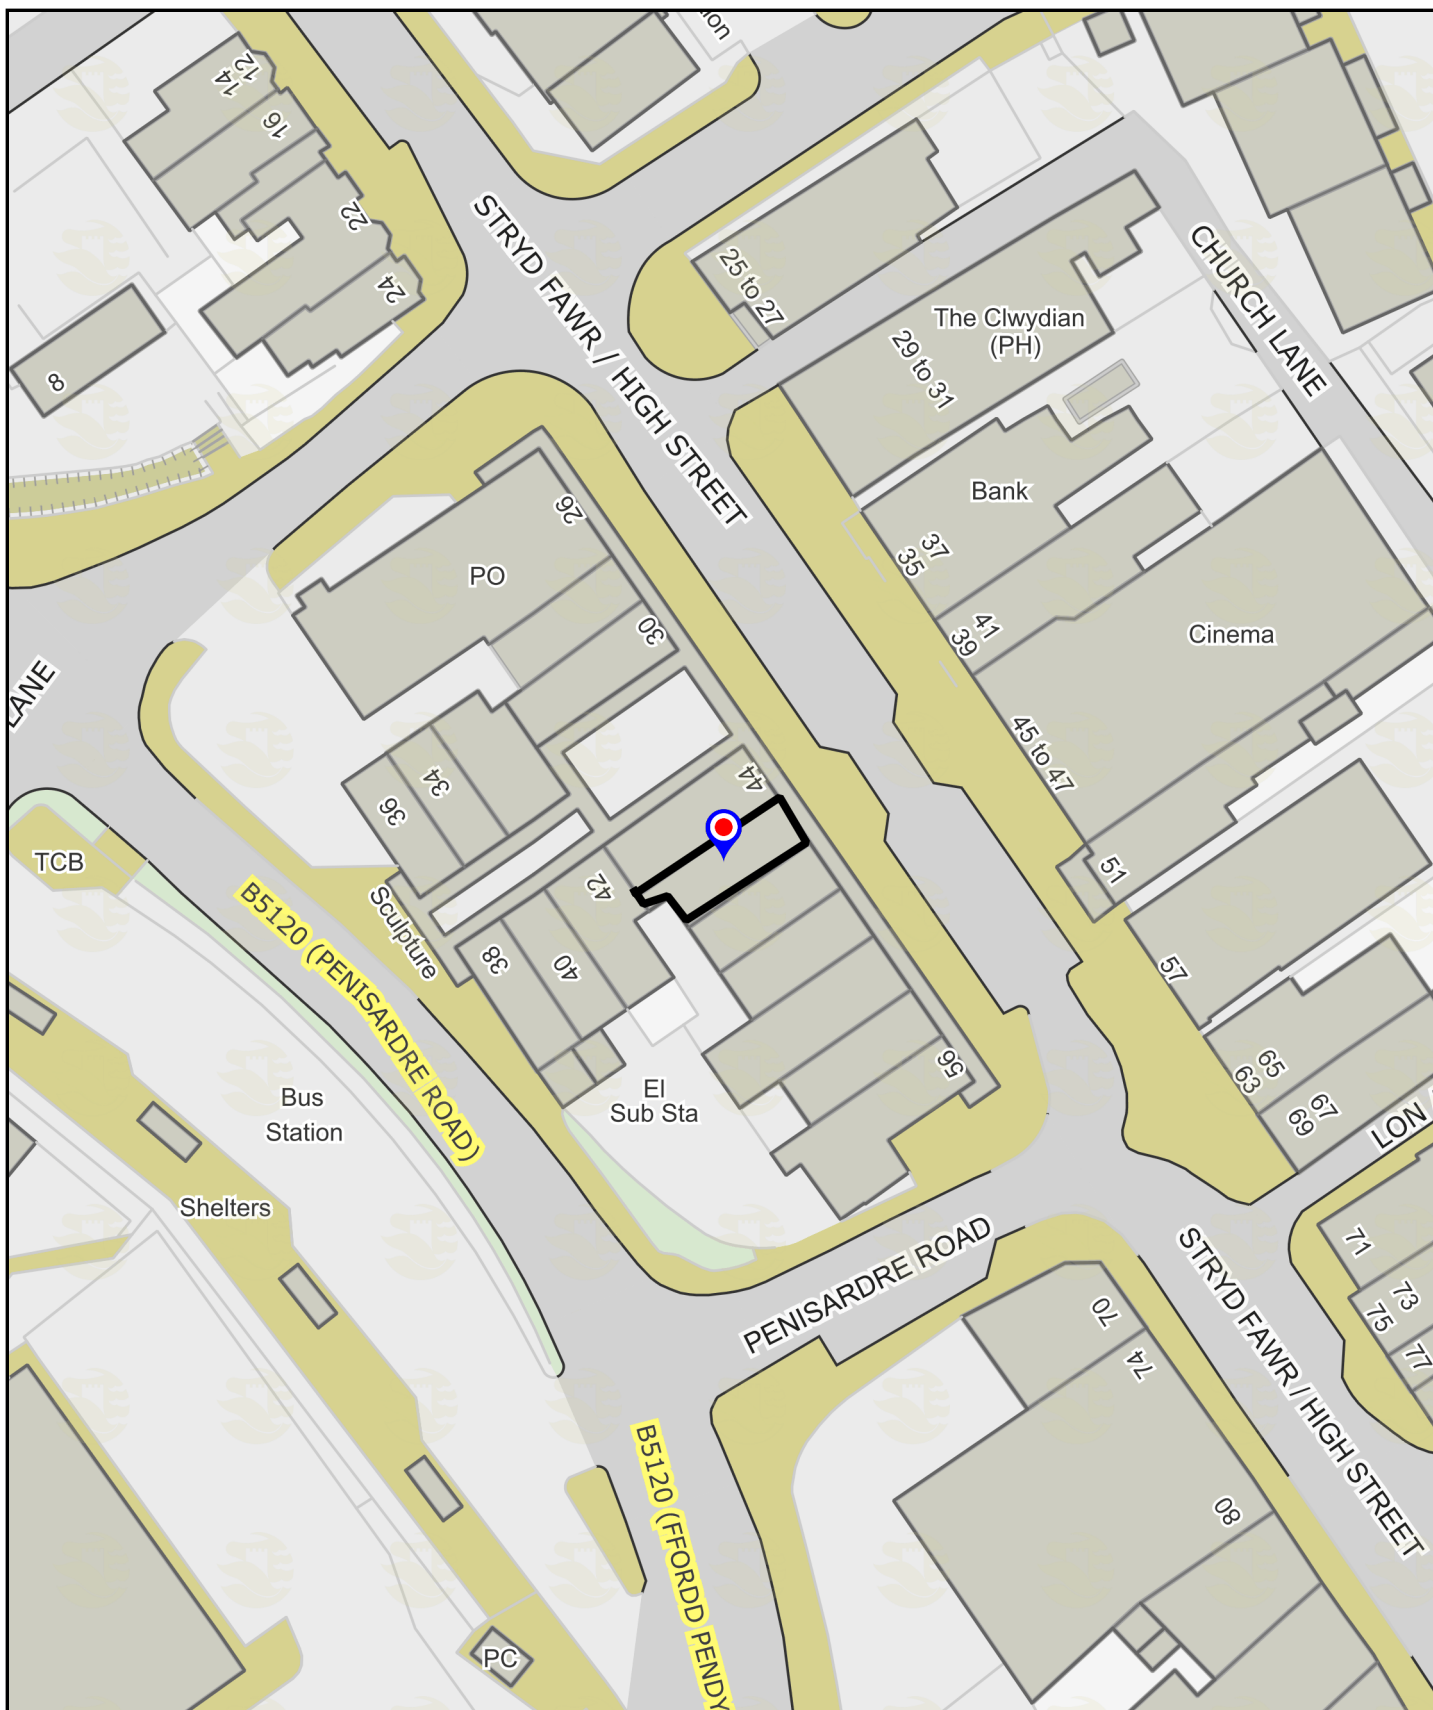 12
14
16
22
24
8
STRYD FAWR / HIGH STREET
25 to 27
The Clwydian
(PH)
29 to 31
CHURCH LANE
Bank
37
35
41
39
Cinema
45 to 47
51
57
65
63
67
69
LON
26
PO
30
34
36
44
42
40
38
Sculpture
LANE
TCB
B5120 (PENISARDRE ROAD)
El
Sub Sta
56
Bus
Station
Shelters
PENISARDRE ROAD
STRYD FAWR / HIGH STREET
71
73
75
77
70
74
80
B5120 (FFORDD PENDY
PC